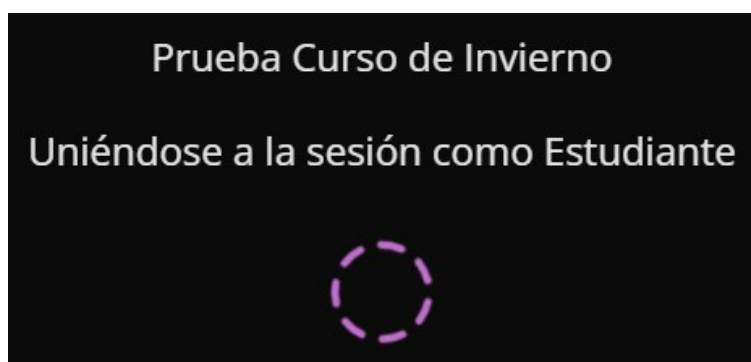 Prueba Curso de Invierno
Uniéndose a la sesión como Estudiante